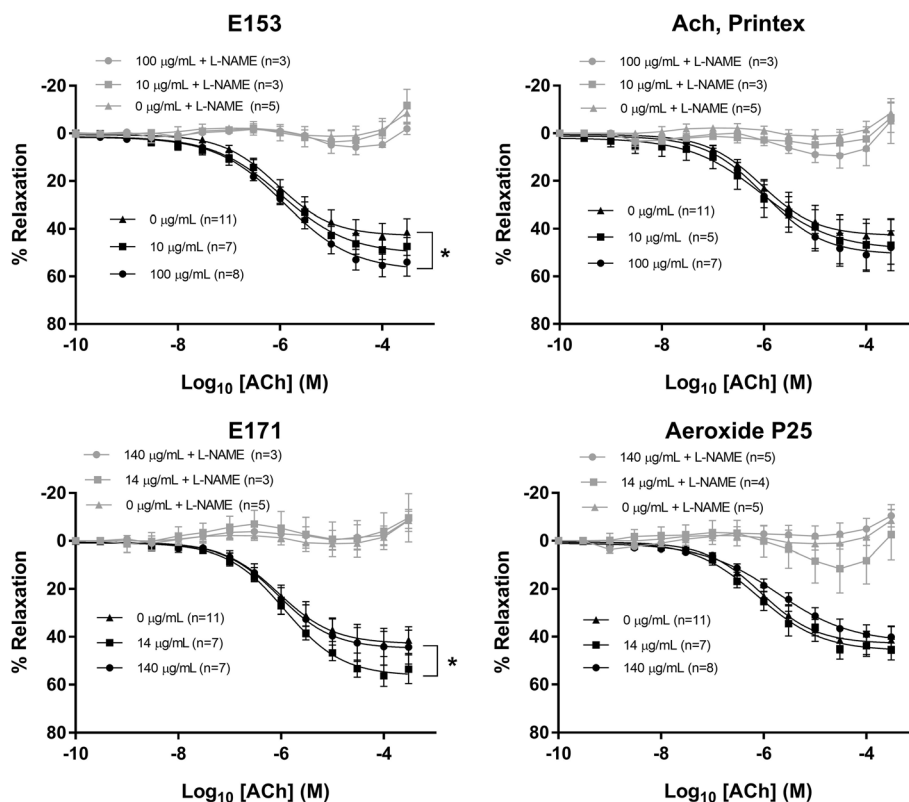 E153
100 µg/mL + L-NAME (n=3)
10 µg/mL + L-NAME (n=3)
0 µg/mL + L-NAME (n=5)
-20
0
20
40
60
80
% Relaxation
0 µg/mL (n=11)
10 µg/mL (n=7)
100 µg/mL (n=8)
*
-10
-8
-6
-4
Log10 [ACh] (M)
Ach, Printex
100 µg/mL + L-NAME (n=3)
10 µg/mL + L-NAME (n=3)
0 µg/mL + L-NAME (n=5)
-20
0
20
40
60
80
% Relaxation
0 µg/mL (n=11)
10 µg/mL (n=5)
100 µg/mL (n=7)
-10
-8
-6
-4
Log10 [ACh] (M)
E171
140 µg/mL + L-NAME (n=3)
14 µg/mL + L-NAME (n=3)
0 µg/mL + L-NAME (n=5)
-20
0
20
40
60
80
% Relaxation
0 µg/mL (n=11)
14 µg/mL (n=7)
140 µg/mL (n=7)
*
-10
-8
-6
-4
Log10 [ACh] (M)
Aeroxide P25
140 µg/mL + L-NAME (n=5)
14 µg/mL + L-NAME (n=4)
0 µg/mL + L-NAME (n=5)
-20
0
20
40
60
80
% Relaxation
0 µg/mL (n=11)
14 µg/mL (n=7)
140 µg/mL (n=8)
-10
-8
-6
-4
Log10 [ACh] (M)